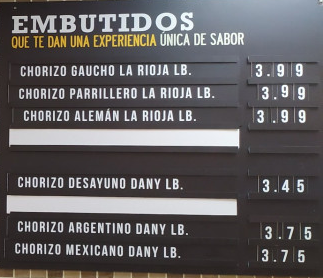 EMBUTIDOS
QUE TE DAN UNA EXPERIENCIA ÚNICA DE SABOR
CHORIZO GAUCHO LA RIOJA LB. 3.99
CHORIZO PARRILLERO LA RIOJA LB. 3.99
CHORIZO ALEMÁN LA RIOJA LB. 3.99
CHORIZO DESAYUNO DANY LB. 3.45
CHORIZO ARGENTINO DANY LB. 3.75
CHORIZO MEXICANO DANY LB. 3.75